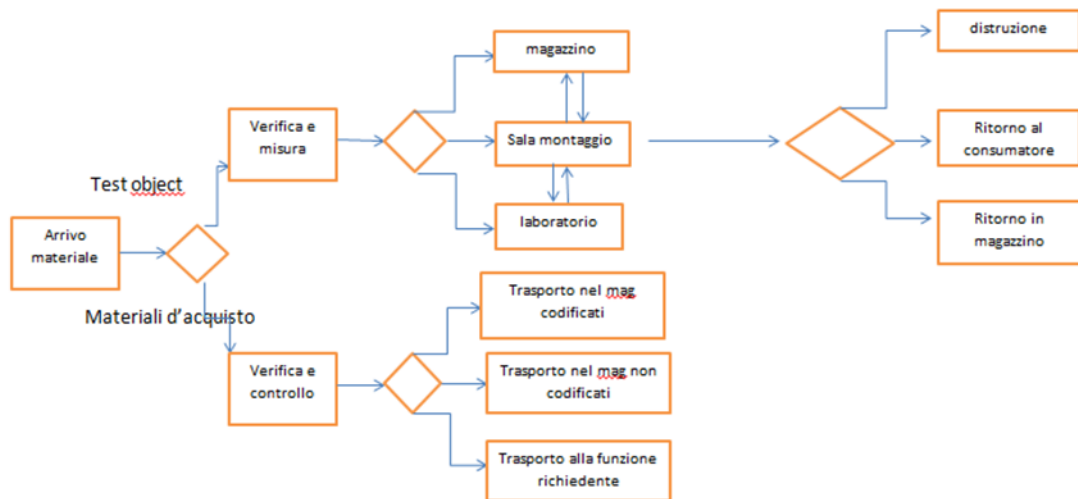 distruzione
magazzino
Verifica e
misura
Sala montaggio
Ritorno al
consumatore
Test object
laboratorio
Ritorno in
magazzino
Arrivo
materiale
Materiali d'acquisto
Trasporto nel mag
codificati
Verifica e
controllo
Trasporto nel mag non
codificati
Trasporto alla funzione
richiedente